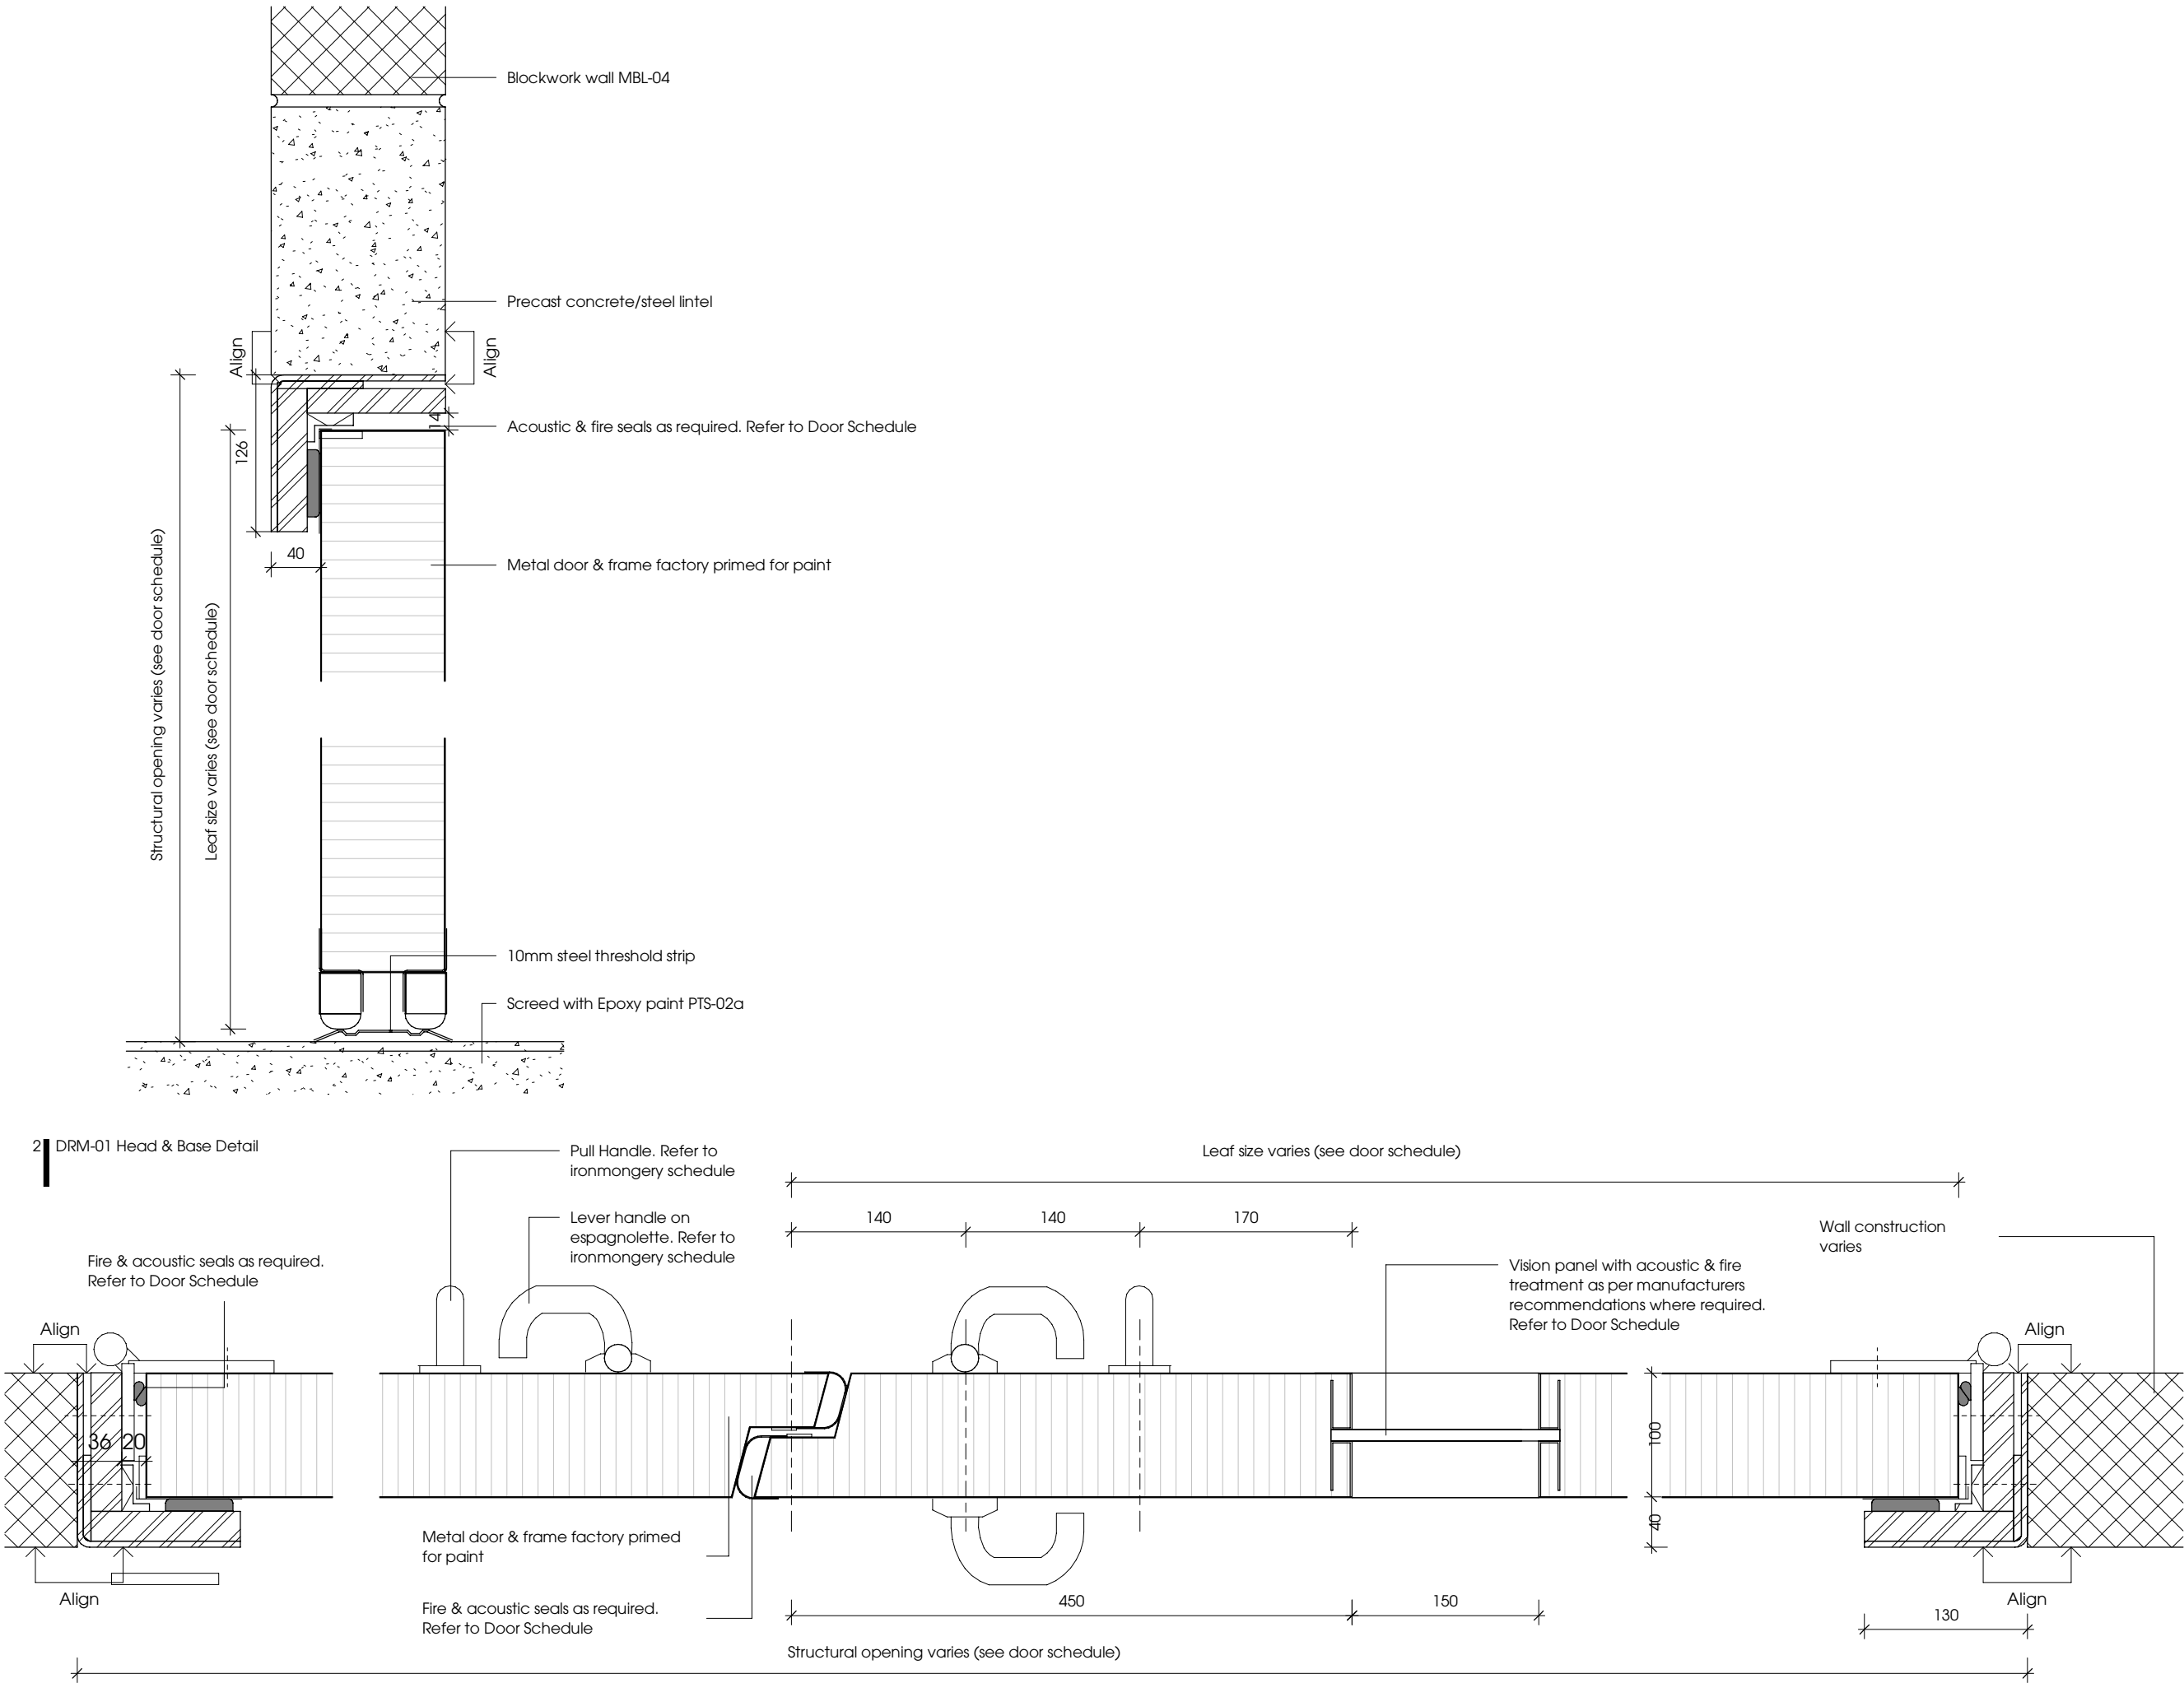 Blockwork wall MBL-04
Precast concrete/steel lintel
Align
Align
14
Acoustic & fire seals as required. Refer to Door Schedule
126
40
Metal door & frame factory primed for paint
Structural opening varies (see door schedule)
Leaf size varies (see door schedule)
10mm steel threshold strip
Screed with Epoxy paint PTS-02a
2 DRM-01 Head & Base Detail
Pull Handle. Refer to
ironmongery schedule
Leaf size varies (see door schedule)
Lever handle on
espagnolette. Refer to
ironmongery schedule
140
140
170
Wall construction
varies
Fire & acoustic seals as required.
Refer to Door Schedule
Vision panel with acoustic & fire
treatment as per manufacturers
recommendations where required.
Refer to Door Schedule
Align
Align
36
20
100
40
Metal door & frame factory primed
for paint
Align
Align
Fire & acoustic seals as required.
Refer to Door Schedule
450
150
130
Structural opening varies (see door schedule)